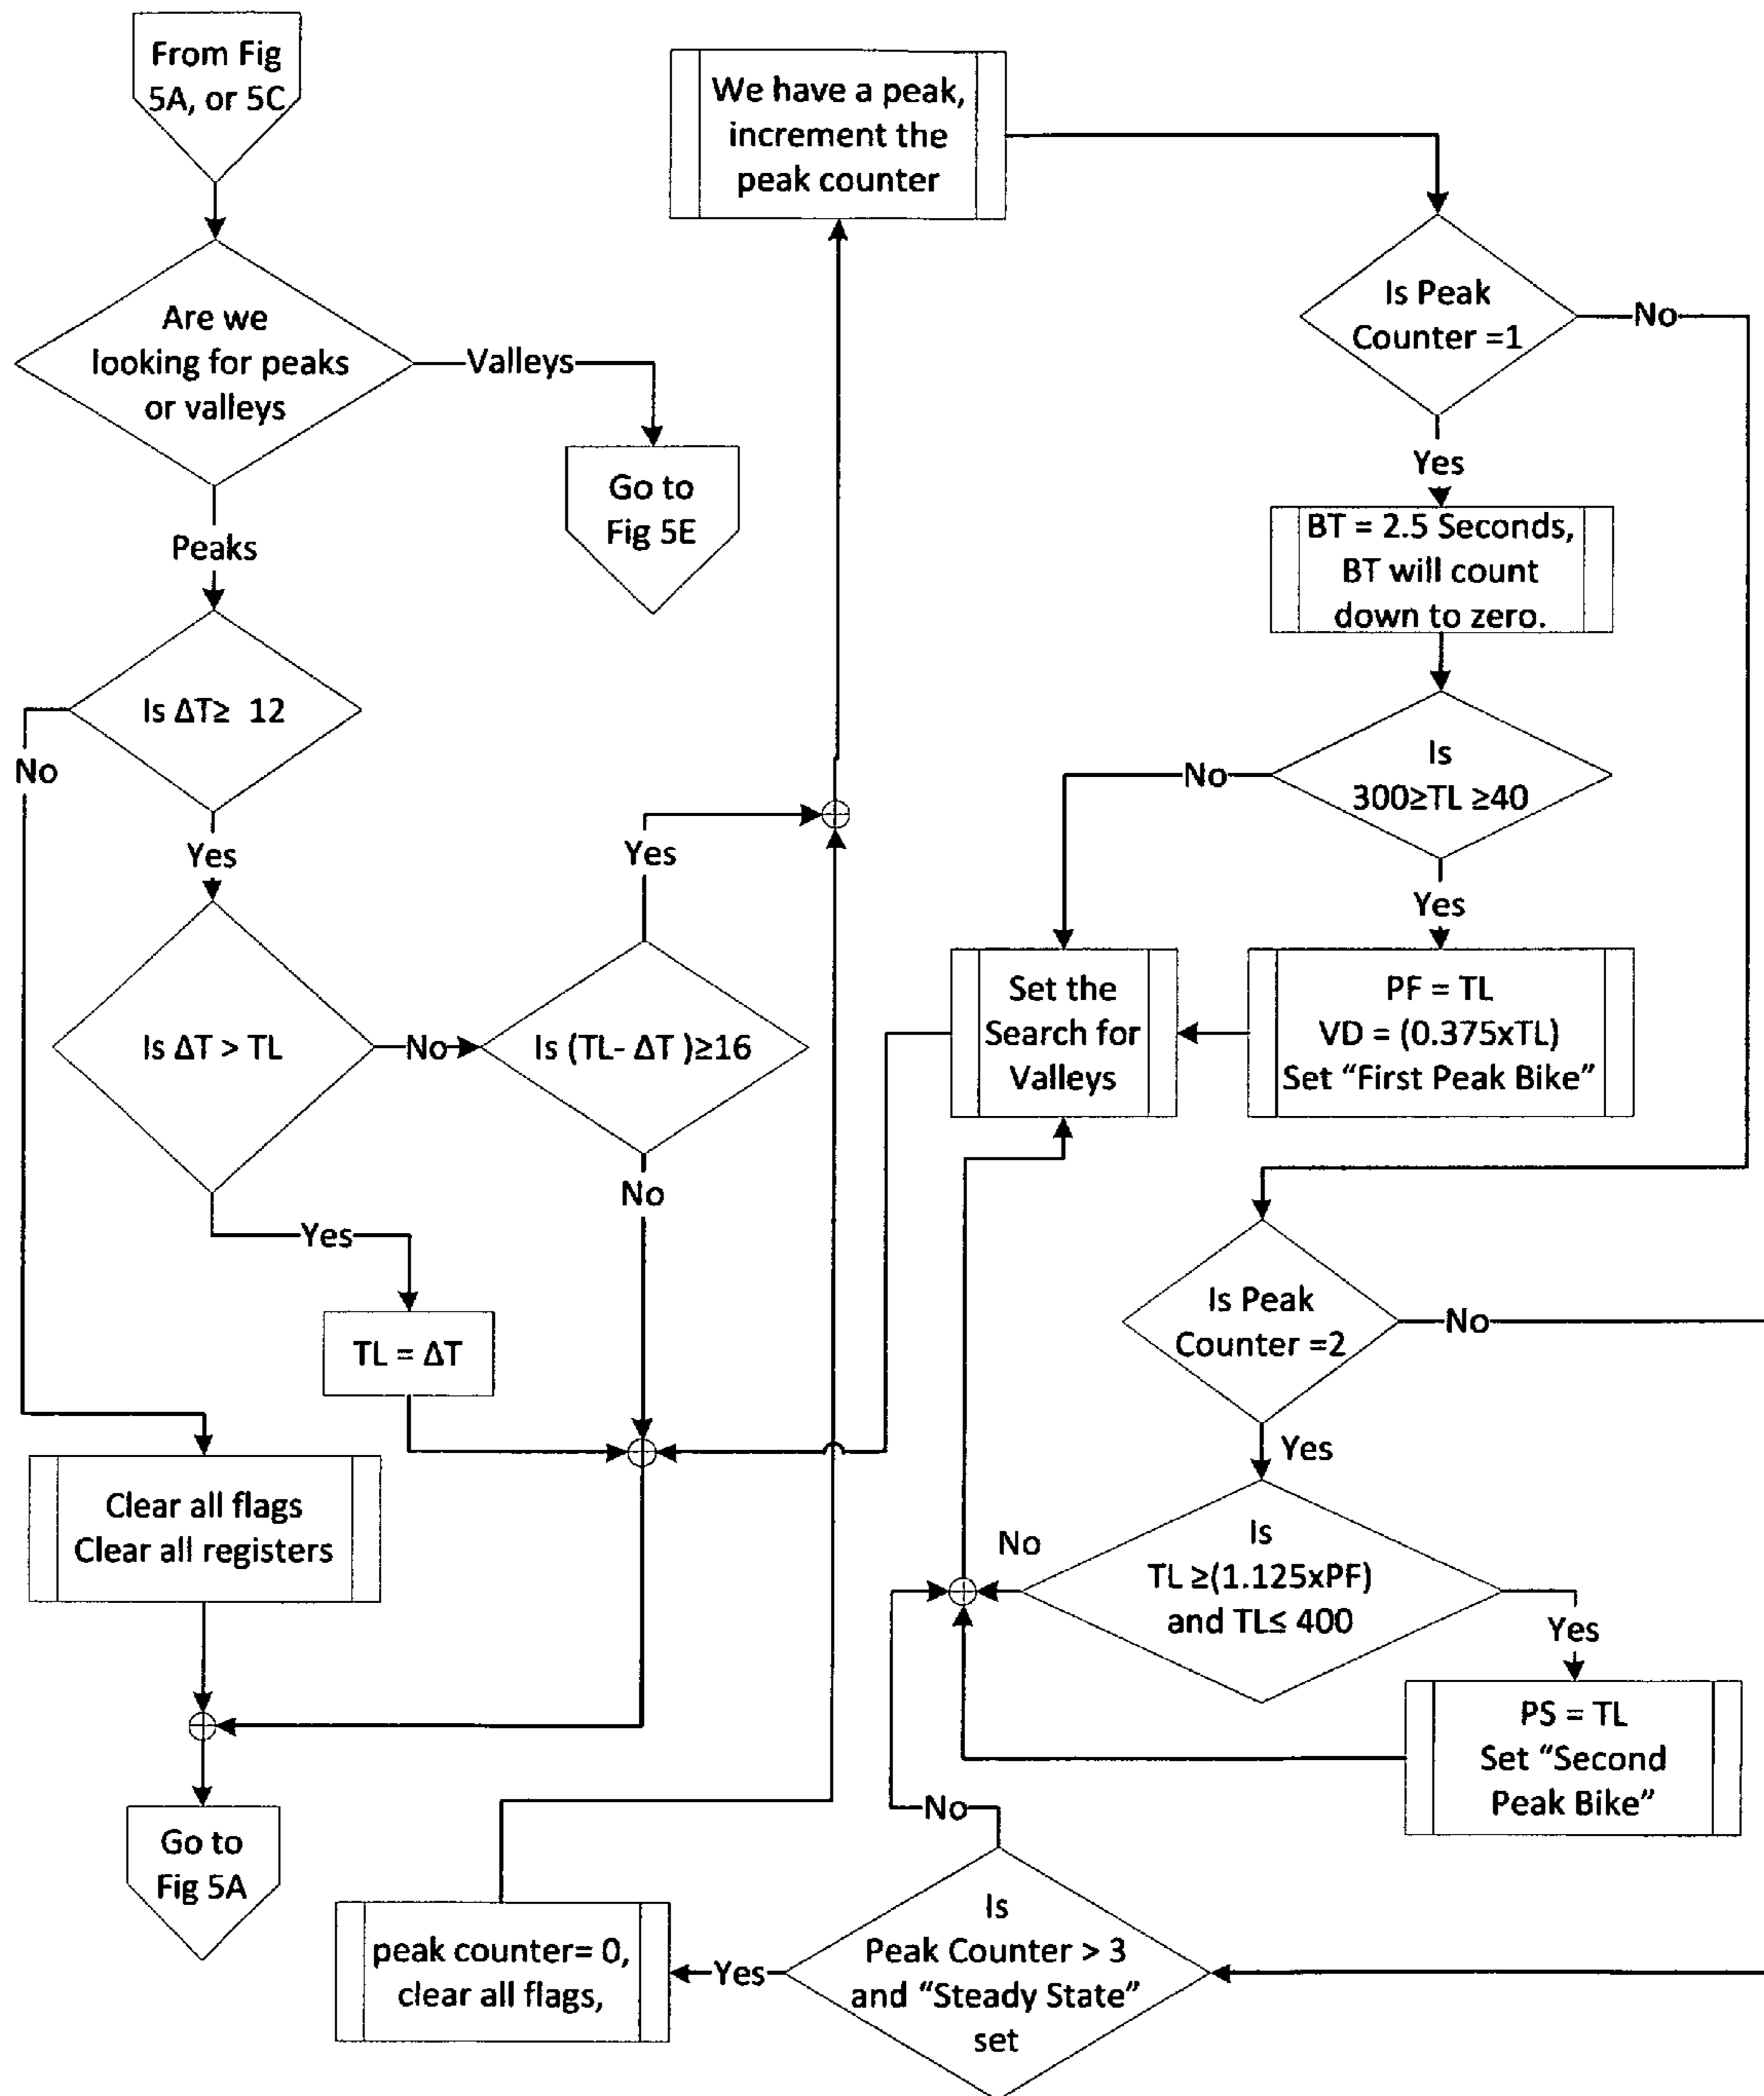 From Fig
5A, or 5C
Are we
looking for peaks
or valleys
Valleys
Go to
Fig 5E
Peaks
Is ΔT≥ 12
No
Yes
Is ΔT > TL
No
Is (TL- ΔT )≥16
Yes
No
Yes
TL = ΔT
Clear all flags
Clear all registers
Go to
Fig 5A
We have a peak,
increment the
peak counter
Is Peak
Counter =1
No
Yes
BT = 2.5 Seconds,
BT will count
down to zero.
Is
300≥TL ≥40
No
Yes
PF = TL
VD = (0.375xTL)
Set “First Peak Bike”
Set the
Search for
Valleys
Is Peak
Counter =2
No
Yes
Is
TL ≥(1.125xPF)
and TL≤ 400
No
Yes
PS = TL
Set “Second
Peak Bike”
Is
Peak Counter > 3
and “Steady State”
set
No
Yes
peak counter= 0,
clear all flags,